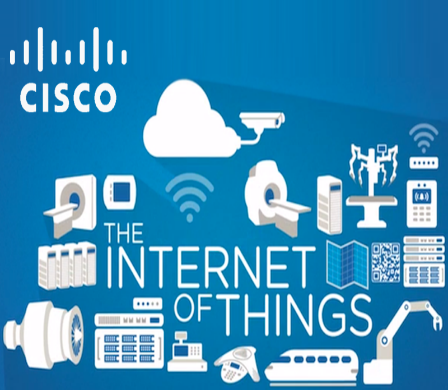 CISCO
THE
INTERNET
OF THINGS